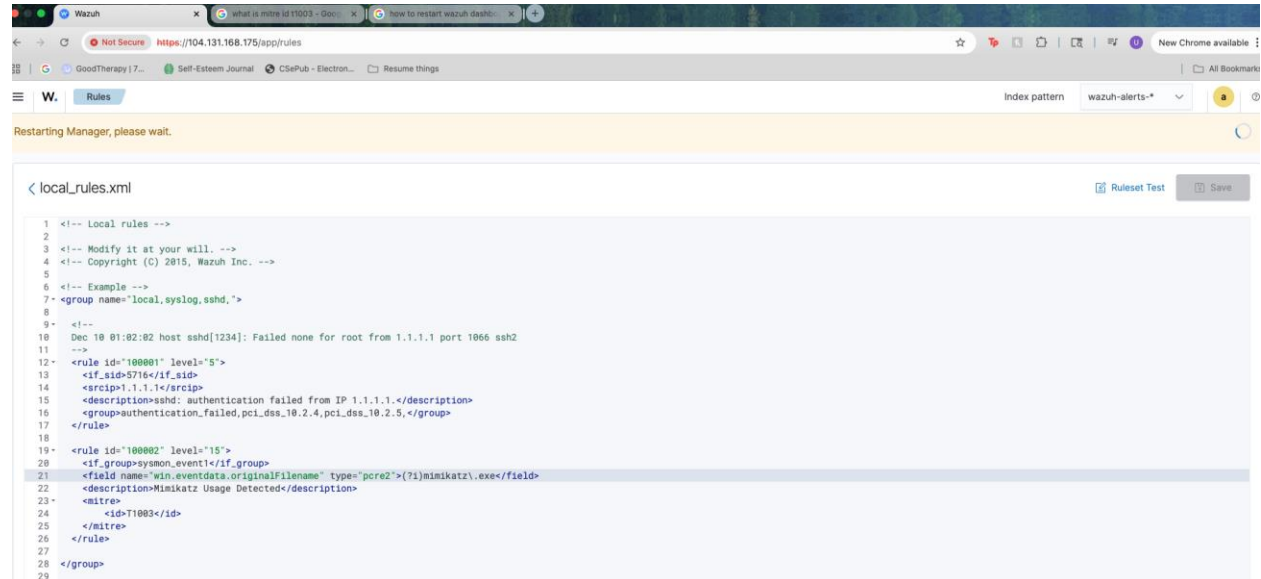 Wazuh
what is mitre id t1003 - Goog
how to restart wazuh dashbo
Not Secure https://104.131.168.175/app/rules
Tp
U
New Chrome available
G
GoodTherapy | 7...
Self-Esteem Journal
CSePub - Electron...
Resume things
All Bookmarks
W. Rules
Index pattern wazuh-alerts-* a
Restarting Manager, please wait.
local_rules.xml
Ruleset Test Save
1 <!-- Local rules -->
2
3 <!-- Modify it at your will. -->
4 <!-- Copyright (C) 2015, Wazuh Inc. -->
5
6 <!-- Example -->
7 <group name="local,syslog,sshd,">
8
9 <!--
10 Dec 10 01:02:02 host sshd[1234]: Failed none for root from 1.1.1.1 port 1066 ssh2
11 -->
12 <rule id="100001" level="5">
13 <if_sid>5716</if_sid>
14 <srcip>1.1.1.1</srcip>
15 <description>sshd: authentication failed from IP 1.1.1.1.</description>
16 <group>authentication_failed,pci_dss_10.2.4,pci_dss_10.2.5,</group>
17 </rule>
18
19 <rule id="100002" level="15">
20 <if_group>sysmon_event1</if_group>
21 <field name="win.eventdata.originalFilename" type="pcre2">(?i)mimikatz\.exe</field>
22 <description>Mimikatz Usage Detected</description>
23 <mitre>
24 <id>T1003</id>
25 </mitre>
26 </rule>
27
28 </group>
29